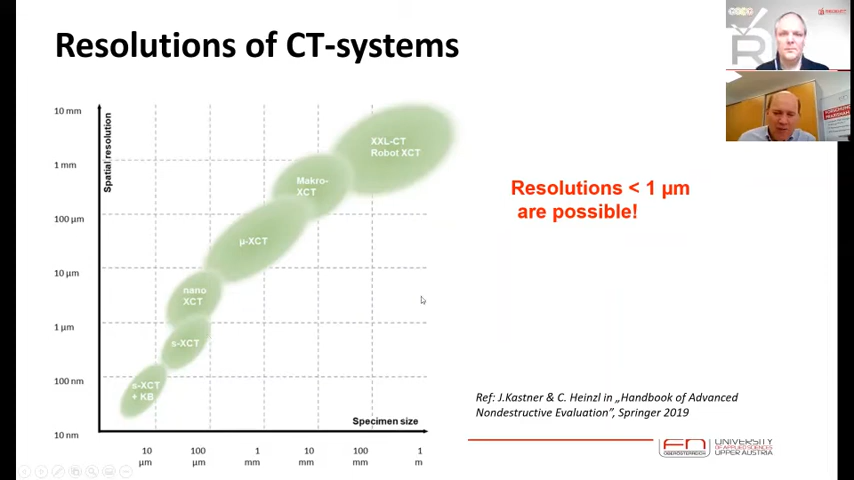 Resolutions of CT-systems
10 mm
1 mm
100 µm
10 µm
1 µm
100 nm
10 nm
Spatial resolution
XXL-CT
Robot XCT
Makro-
XCT
µ-XCT
nano
XCT
s-XCT
s-XCT
+ KB
Specimen size
10
µm
100
µm
1
mm
10
mm
100
mm
1
m
Resolutions < 1 µm
are possible!
Ref: J.Kastner & C. Heinzl in „Handbook of Advanced
Nondestructive Evaluation", Springer 2019
OBERÖSTERREICH
UNIVERSITY
OF APPLIED SCIENCES
UPPER AUSTRIA